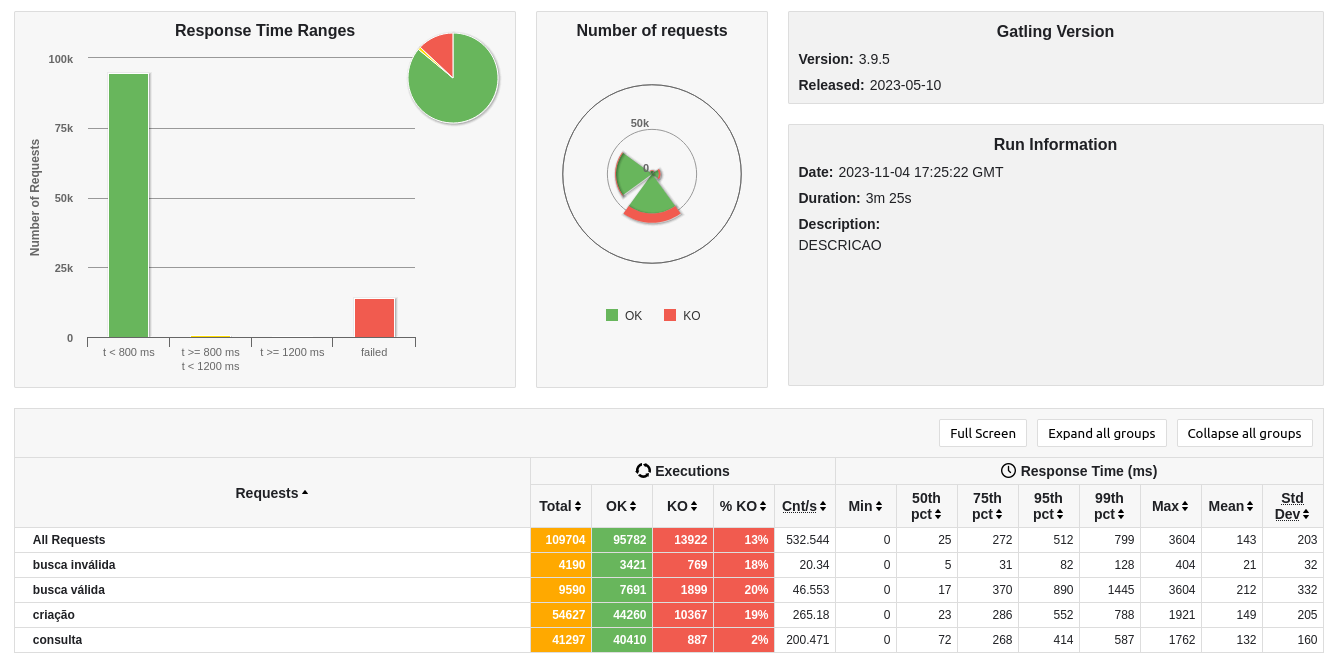 Response Time Ranges
100k
75k
50k
25k
0
Number of Requests
t < 800 ms
t >= 800 ms
t < 1200 ms
t >= 1200 ms
failed
Number of requests
50k
0
OK
KO
Gatling Version
Version: 3.9.5
Released: 2023-05-10
Run Information
Date: 2023-11-04 17:25:22 GMT
Duration: 3m 25s
Description:
DESCRICAO
Full Screen Expand all groups Collapse all groups
Requests Executions Response Time (ms)
Total OK KO % KO Cnt/s Min 50th pct 75th pct 95th pct 99th pct Max Mean Std Dev
All Requests 109704 95782 13922 13% 532.544 0 25 272 512 799 3604 143 203
busca inválida 4190 3421 769 18% 20.34 0 5 31 82 128 404 21 32
busca válida 9590 7691 1899 20% 46.553 0 17 370 890 1445 3604 212 332
criação 54627 44260 10367 19% 265.18 0 23 286 552 788 1921 149 205
consulta 41297 40410 887 2% 200.471 0 72 268 414 587 1762 132 160